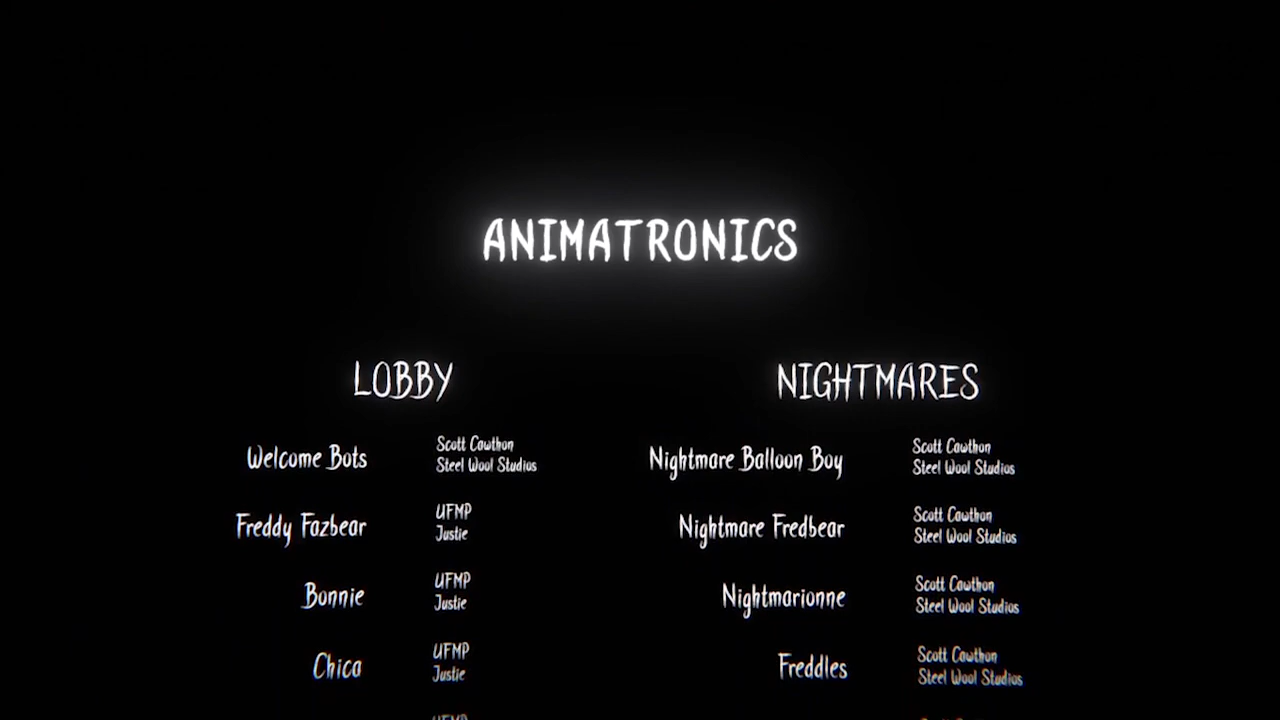 ANIMATRONICS
LOBBY
Welcome Bots
Scott Cawthon
Steel Wool Studios
Freddy Fazbear
UFMP
Justie
Bonnie
UFMP
Justie
Chica
UFMP
Justie
UFMP
NIGHTMARES
Nightmare Balloon Boy
Scott Cawthon
Steel Wool Studios
Nightmare Fredbear
Scott Cawthon
Steel Wool Studios
Nightmarionne
Scott Cawthon
Steel Wool Studios
Freddles
Scott Cawthon
Steel Wool Studios